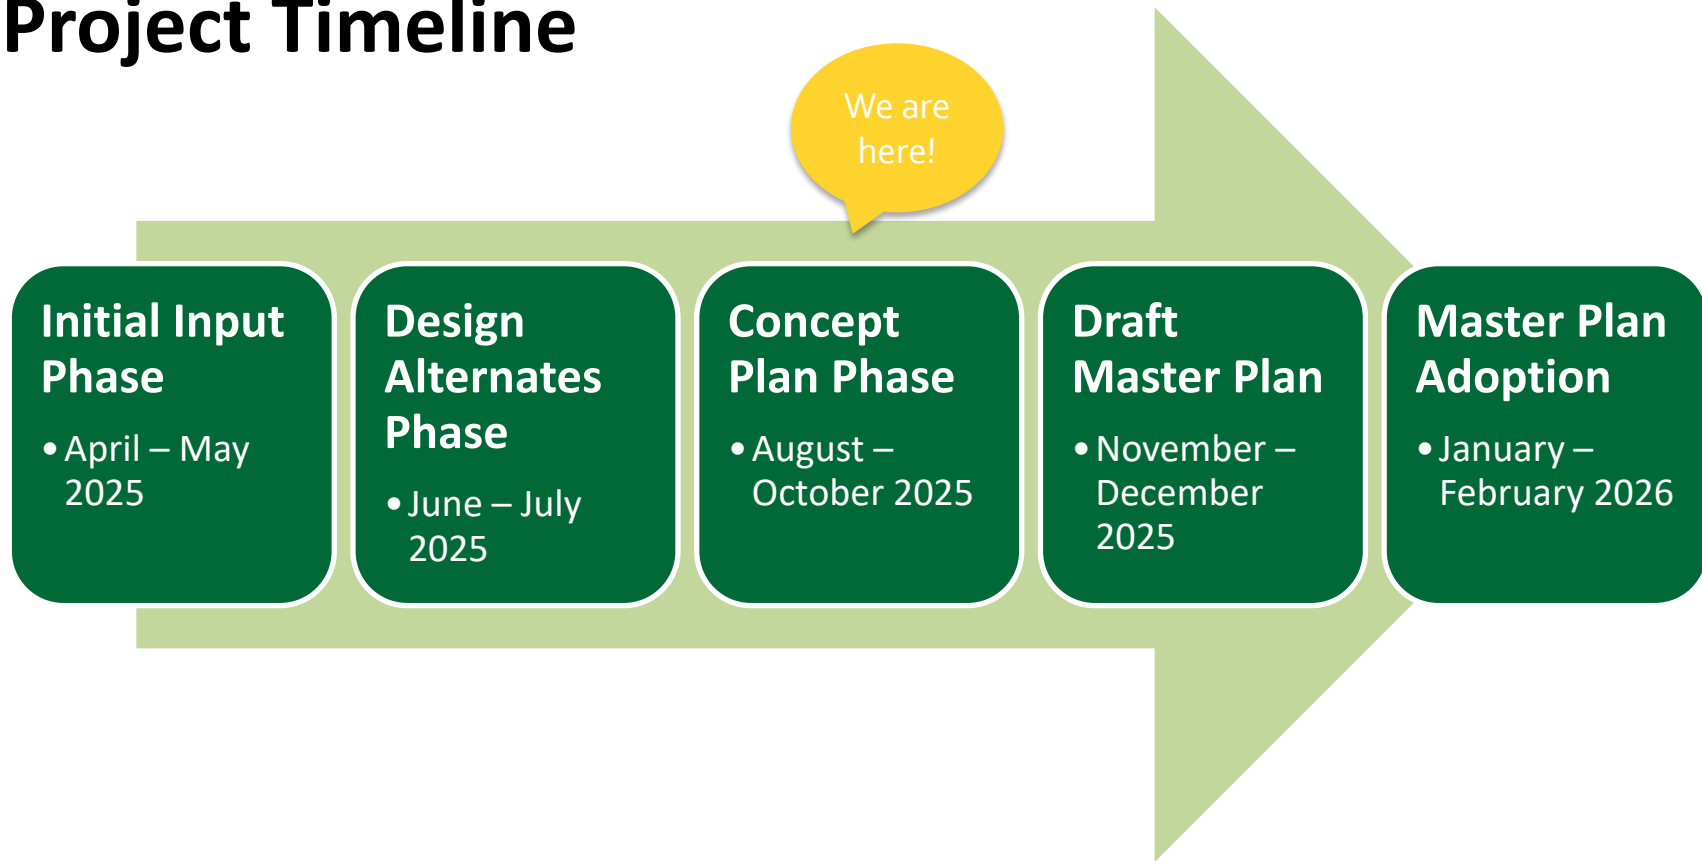 Project Timeline
We are
here!
Initial Input
Phase
• April – May
2025
Design
Alternates
Phase
• June – July
2025
Concept
Plan Phase
• August –
October 2025
Draft
Master Plan
• November –
December
2025
Master Plan
Adoption
• January –
February 2026